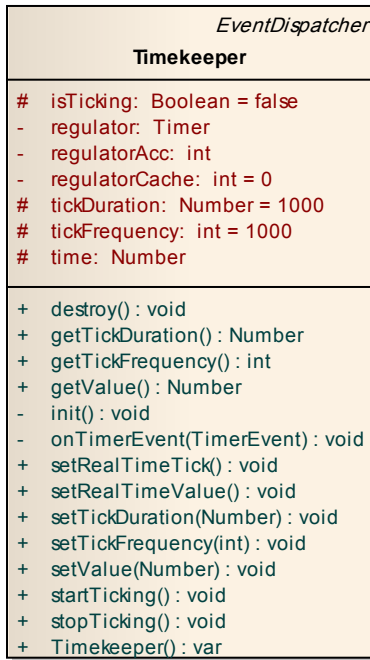 EventDispatcher
Timekeeper
# isTicking: Boolean = false
- regulator: Timer
- regulatorAcc: int
- regulatorCache: int = 0
# tickDuration: Number = 1000
# tickFrequency: int = 1000
# time: Number
+ destroy() : void
+ getTickDuration() : Number
+ getTickFrequency() : int
+ getValue() : Number
- init() : void
- onTimerEvent(TimerEvent) : void
+ setRealTimeTick() : void
+ setRealTimeValue() : void
+ setTickDuration(Number) : void
+ setTickFrequency(int) : void
+ setValue(Number) : void
+ startTicking() : void
+ stopTicking() : void
+ Timekeeper() : var